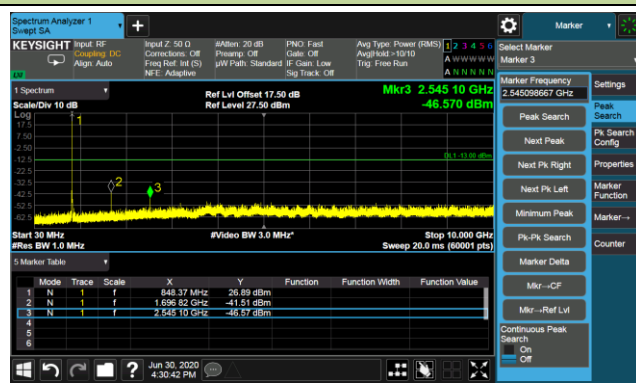 Spectrum Analyzer 1
Swept SA
Marker
KEYSIGHT
Input: RF
Coupling: DC
Align: Auto
Input Z: 50 Ω
Corrections: Off
Freq Ref: Int (S)
NFE: Adaptive
#Atten: 20 dB
Preamp: Off
µW Path: Standard
PNO: Fast
Gate: Off
IF Gain: Low
Sig Track: Off
Avg Type: Power (RMS)
Avg|Hold:>10/10
Trig: Free Run
1 2 3 4 5 6
A W W W W W
A N N N N N
LXI
Select Marker
Marker 3
1 Spectrum
Scale/Div 10 dB
Ref Lvl Offset 17.50 dB
Ref Level 27.50 dBm
Mkr3 2.545 10 GHz
-46.570 dBm
Log
17.5
7.50
-2.50
-12.5
-22.5
-32.5
-42.5
-52.5
-62.5
1
2
3
DL1 -13.00 dBm
Start 30 MHz
#Res BW 1.0 MHz
#Video BW 3.0 MHz*
Stop 10.000 GHz
Sweep 20.0 ms (60001 pts)
5 Marker Table
Mode Trace Scale X Y Function Function Width Function Value
1 N 1 f 848.37 MHz 26.89 dBm
2 N 1 f 1.696 82 GHz -41.51 dBm
3 N 1 f 2.545 10 GHz -46.57 dBm
4
5
6
Marker Frequency
2.545098667 GHz
Peak Search
Next Peak
Next Pk Right
Next Pk Left
Minimum Peak
Pk-Pk Search
Marker Delta
Mkr→CF
Mkr→Ref Lvl
Continuous Peak
Search
On
Off
Settings
Peak
Search
Pk Search
Config
Properties
Marker
Function
Marker→
Counter
?
Jun 30, 2020
4:30:42 PM